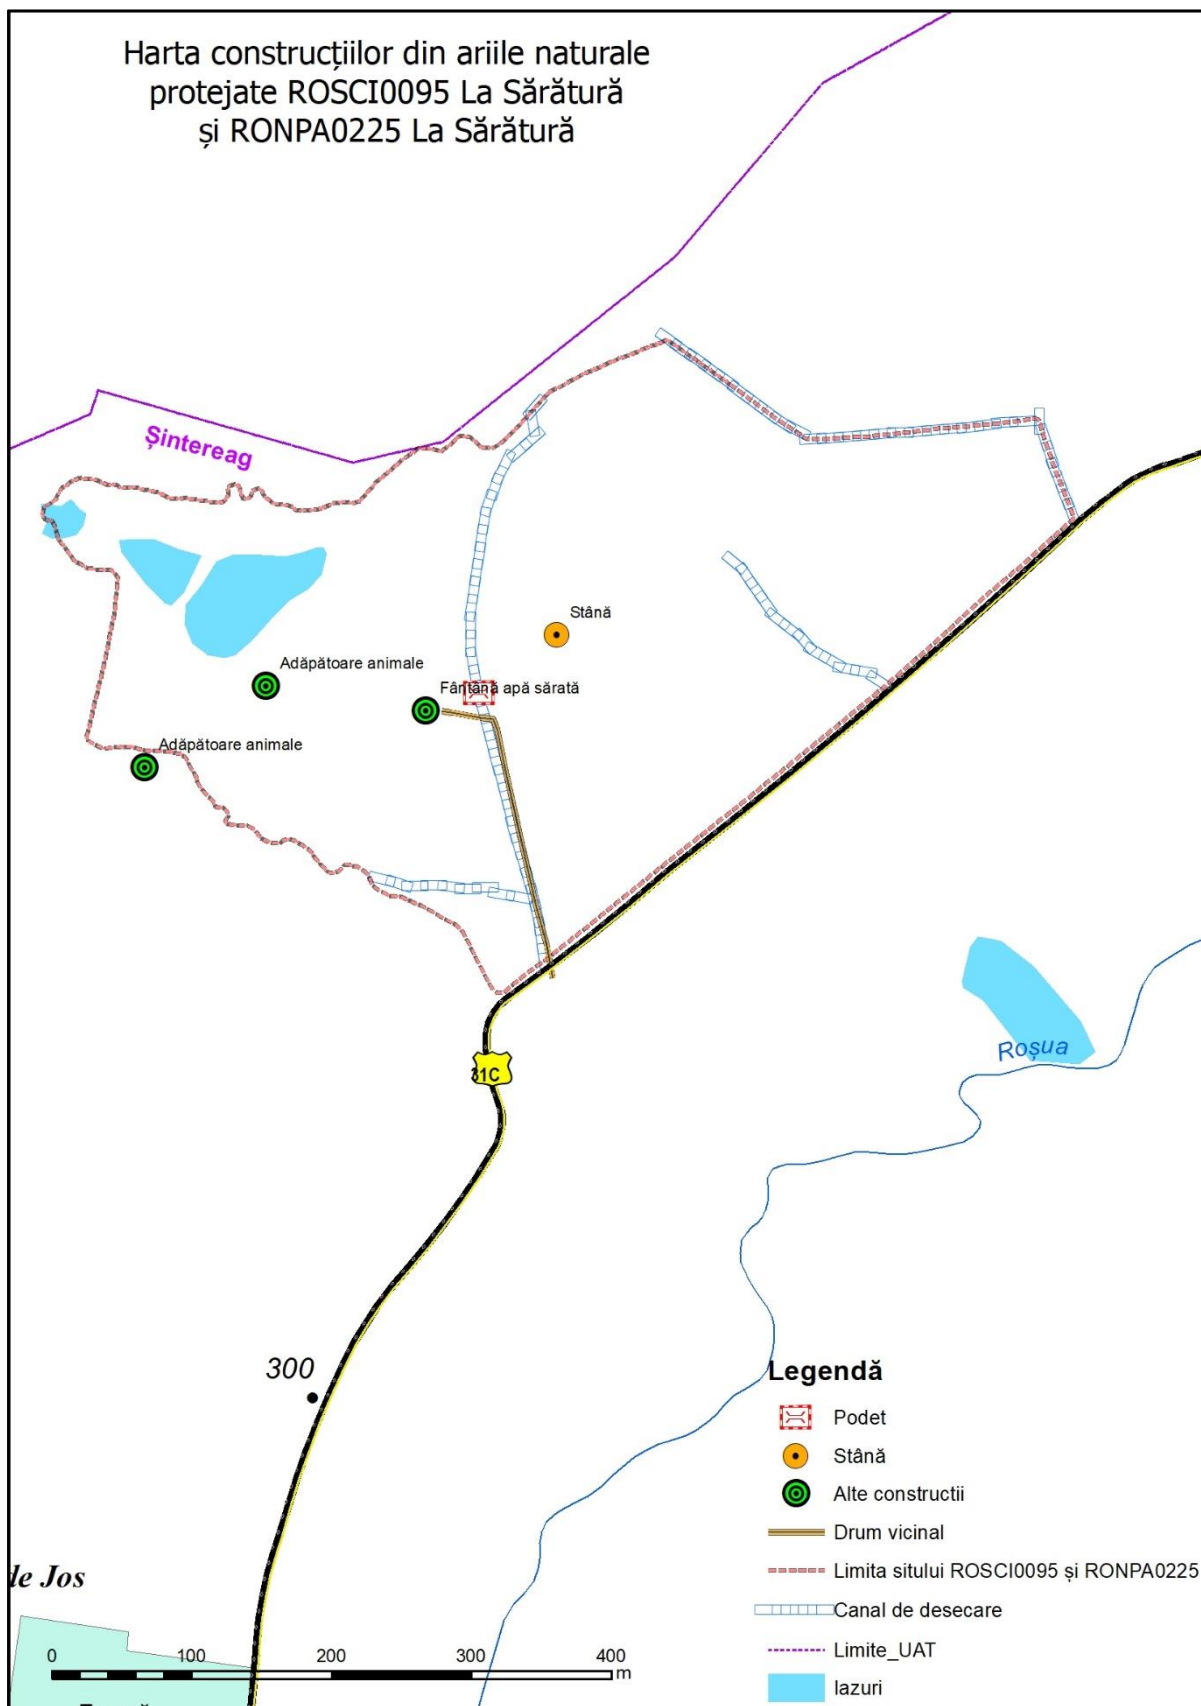 Harta construcțiilor din ariile naturale
protejate ROSCI0095 La Sărătură
și RONPA0225 La Sărătură
Șintereag
Stână
Adăpătoare animale
Fântână apă sărată
Adăpătoare animale
Roșua
31C
300
de Jos
0 100 200 300 400
m
Legendă
Podet
Stână
Alte constructii
Drum vicinal
Limita sitului ROSCI0095 și RONPA0225
Canal de desecare
Limite_UAT
Iazuri